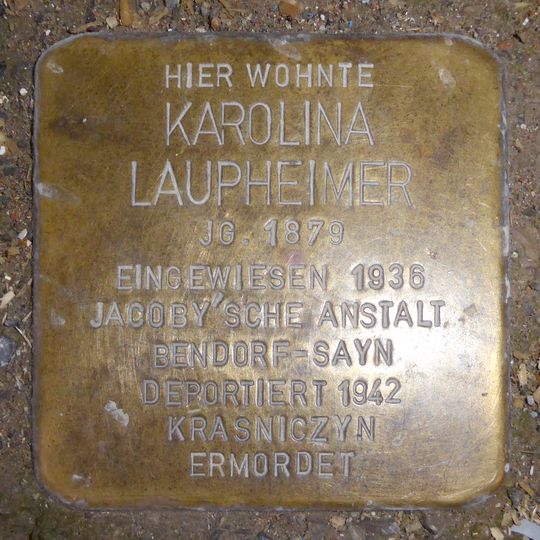 HIER WOHNTE
KAROLINA
LAUPHEIMER
JG. 1879
EINGEWIESEN 1936
JACOBY'SCHE ANSTALT
BENDORF-SAYN
DEPORTIERT 1942
KRASNICZYN
ERMORDET